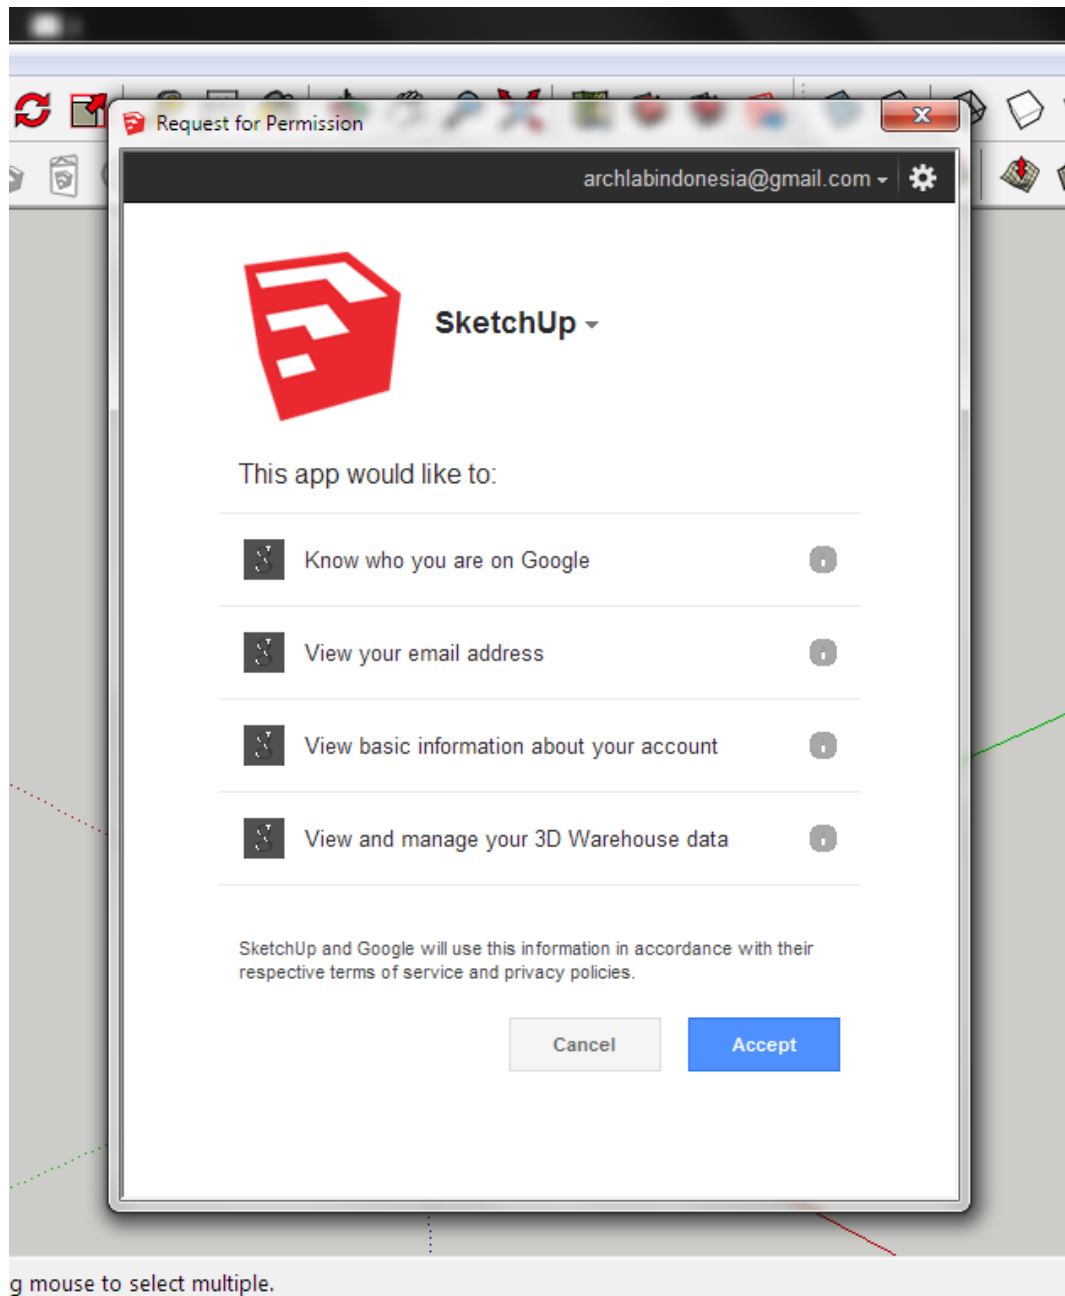 Request for Permission
archlabindonesia@gmail.com
SketchUp
This app would like to:
Know who you are on Google
View your email address
View basic information about your account
View and manage your 3D Warehouse data
SketchUp and Google will use this information in accordance with their
respective terms of service and privacy policies.
Cancel Accept
g mouse to select multiple.